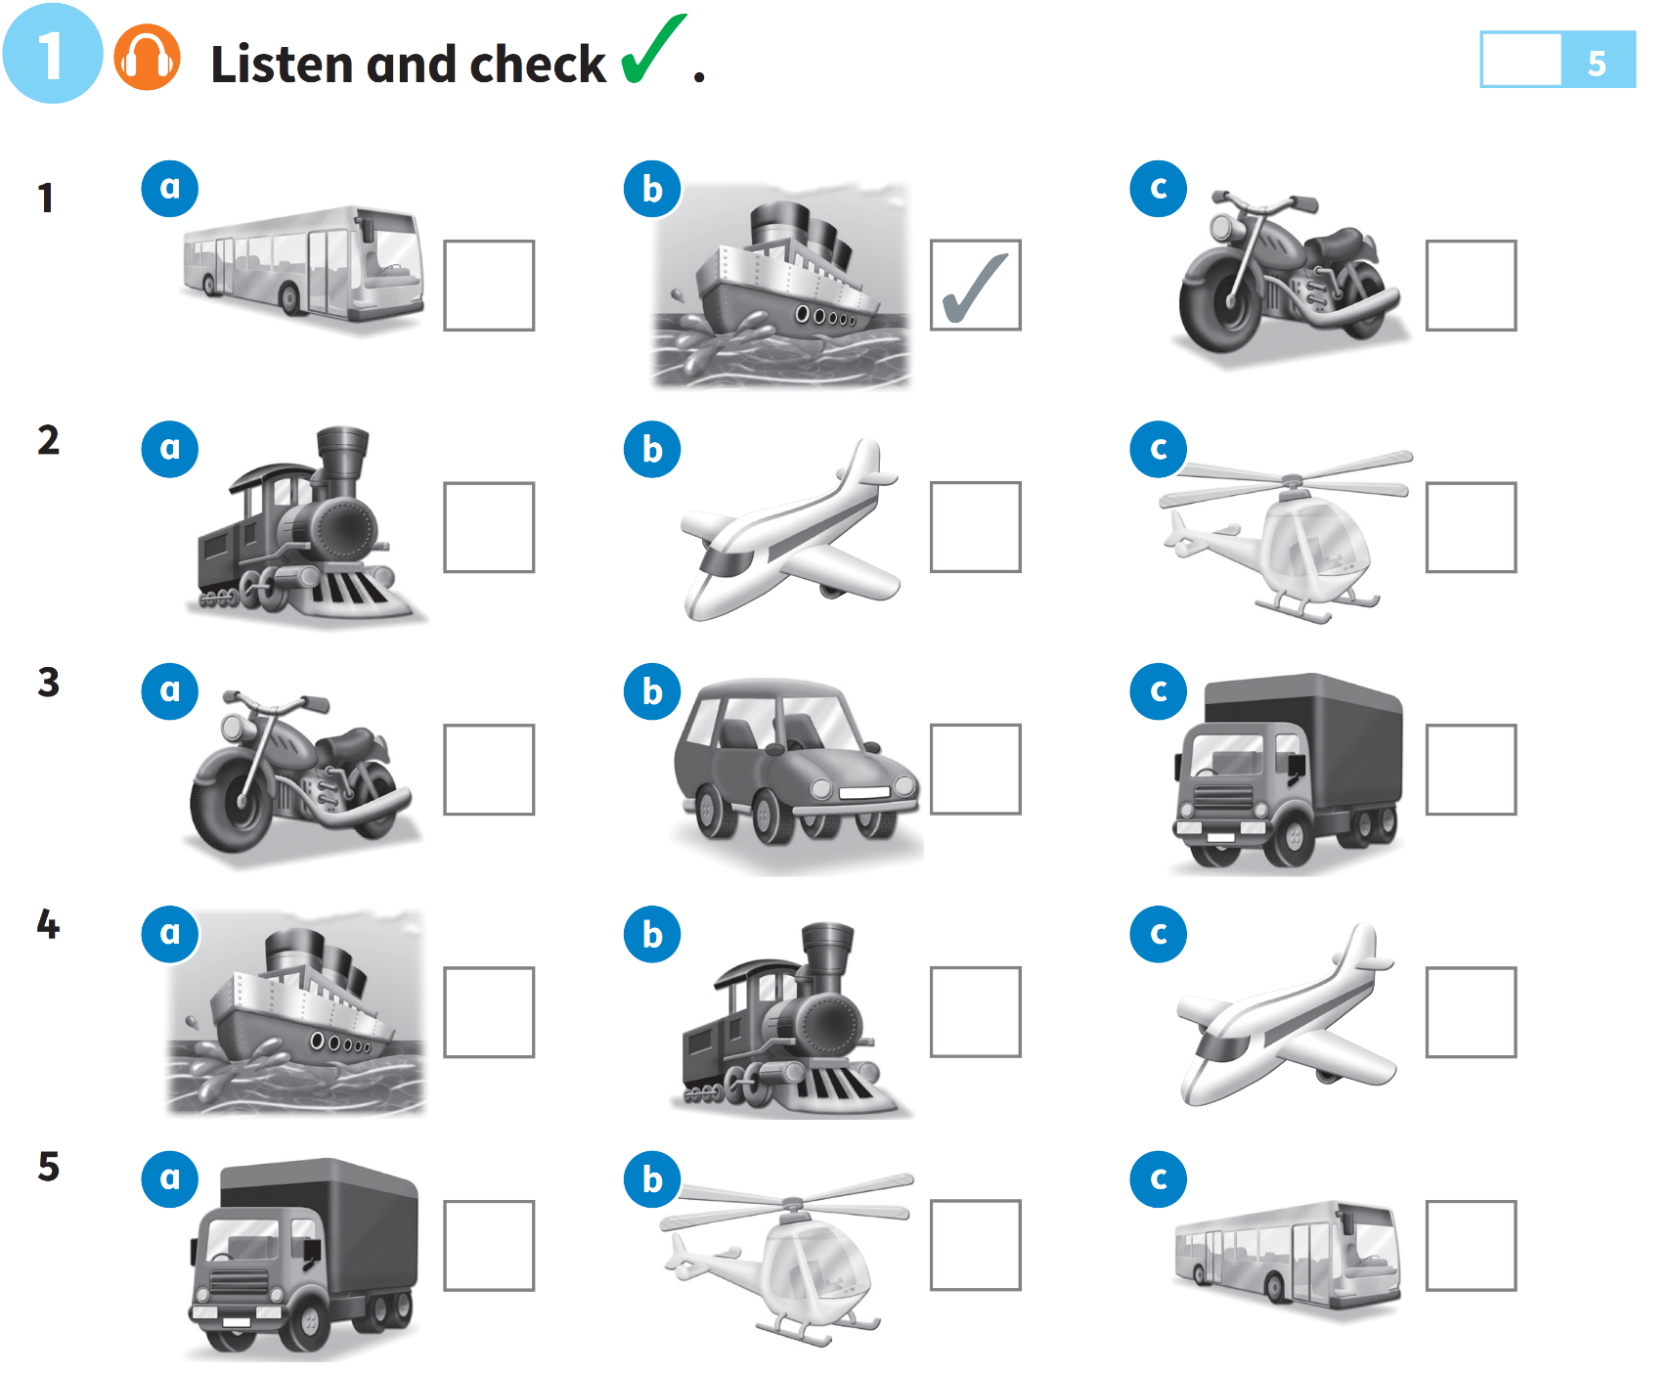 1 Listen and check ✓ .
5
1 a b c
2 a b c
3 a b c
4 a b c
5 a b c